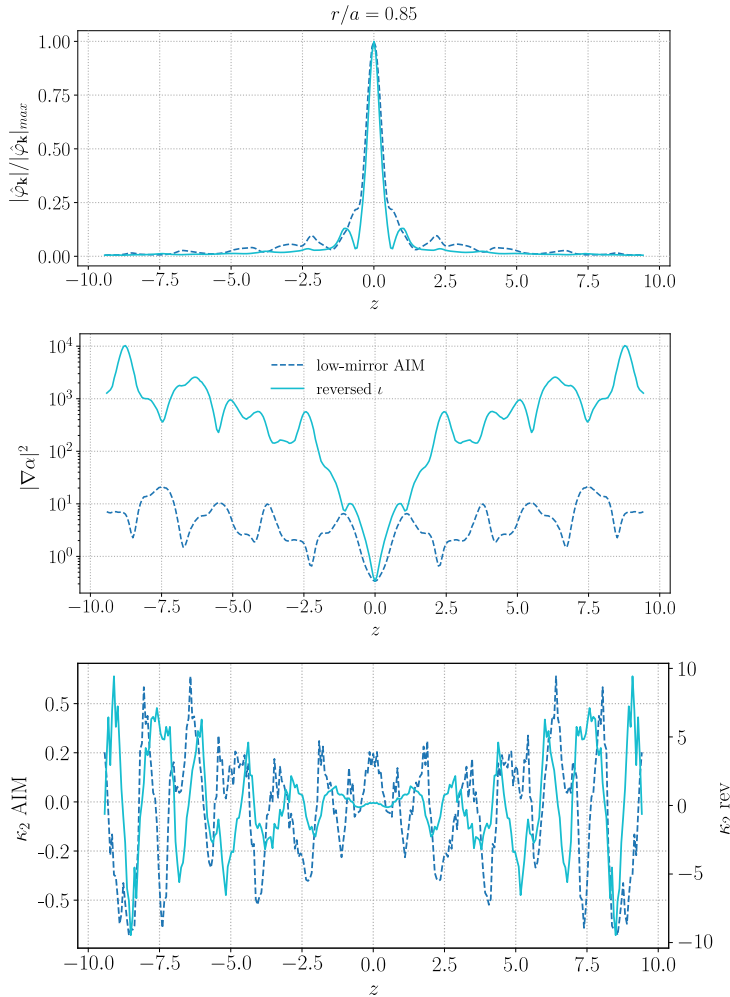 r/a = 0.85
1.00
0.75
0.50
0.25
0.00
|φ̂𝐤|/|φ̂𝐤|max
−10.0 −7.5 −5.0 −2.5 0.0 2.5 5.0 7.5 10.0
z
10⁴
10³
10²
10¹
10⁰
|∇α|²
low-mirror AIM
reversed ι
−10.0 −7.5 −5.0 −2.5 0.0 2.5 5.0 7.5 10.0
z
0.5
0.2
0.0
-0.2
-0.5
κ₂ AIM
10
5
0
−5
−10
κ₂ rev
−10.0 −7.5 −5.0 −2.5 0.0 2.5 5.0 7.5 10.0
z